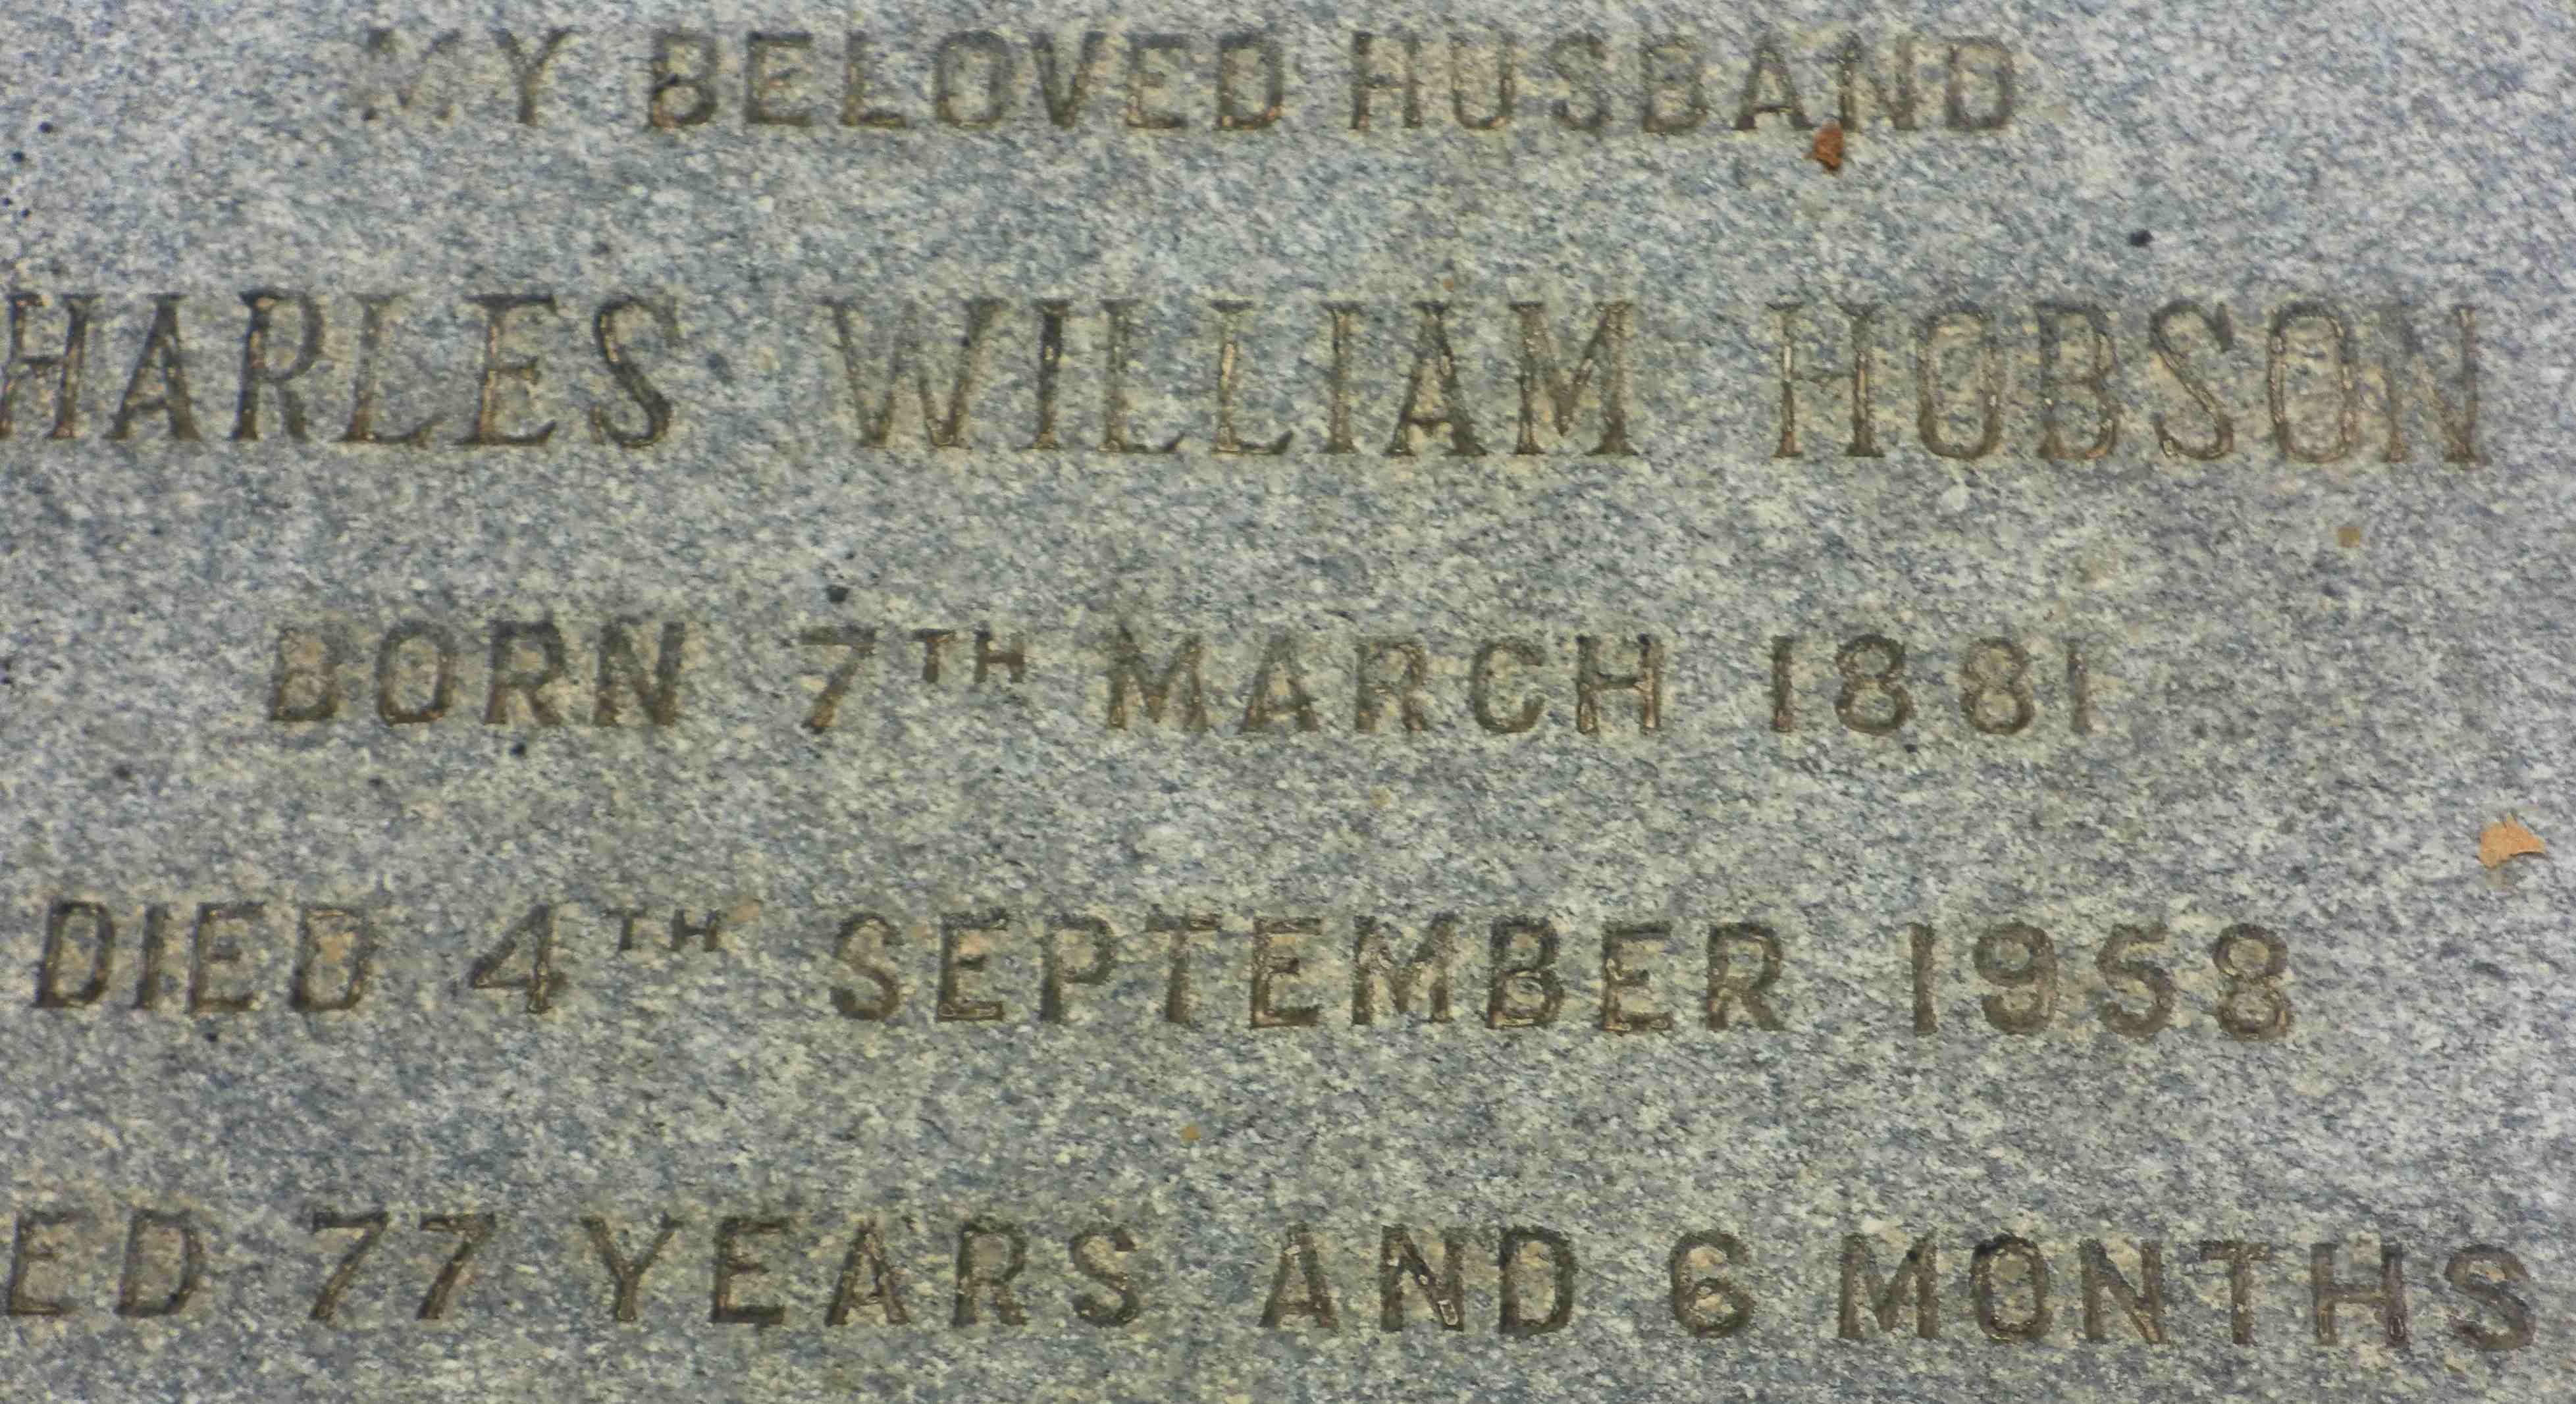 MY BELOVED HUSBAND
HARLES WILLIAM HOBSON
BORN 7TH MARCH 1881
DIED 4TH SEPTEMBER 1958
ED 77 YEARS AND 6 MONTHS